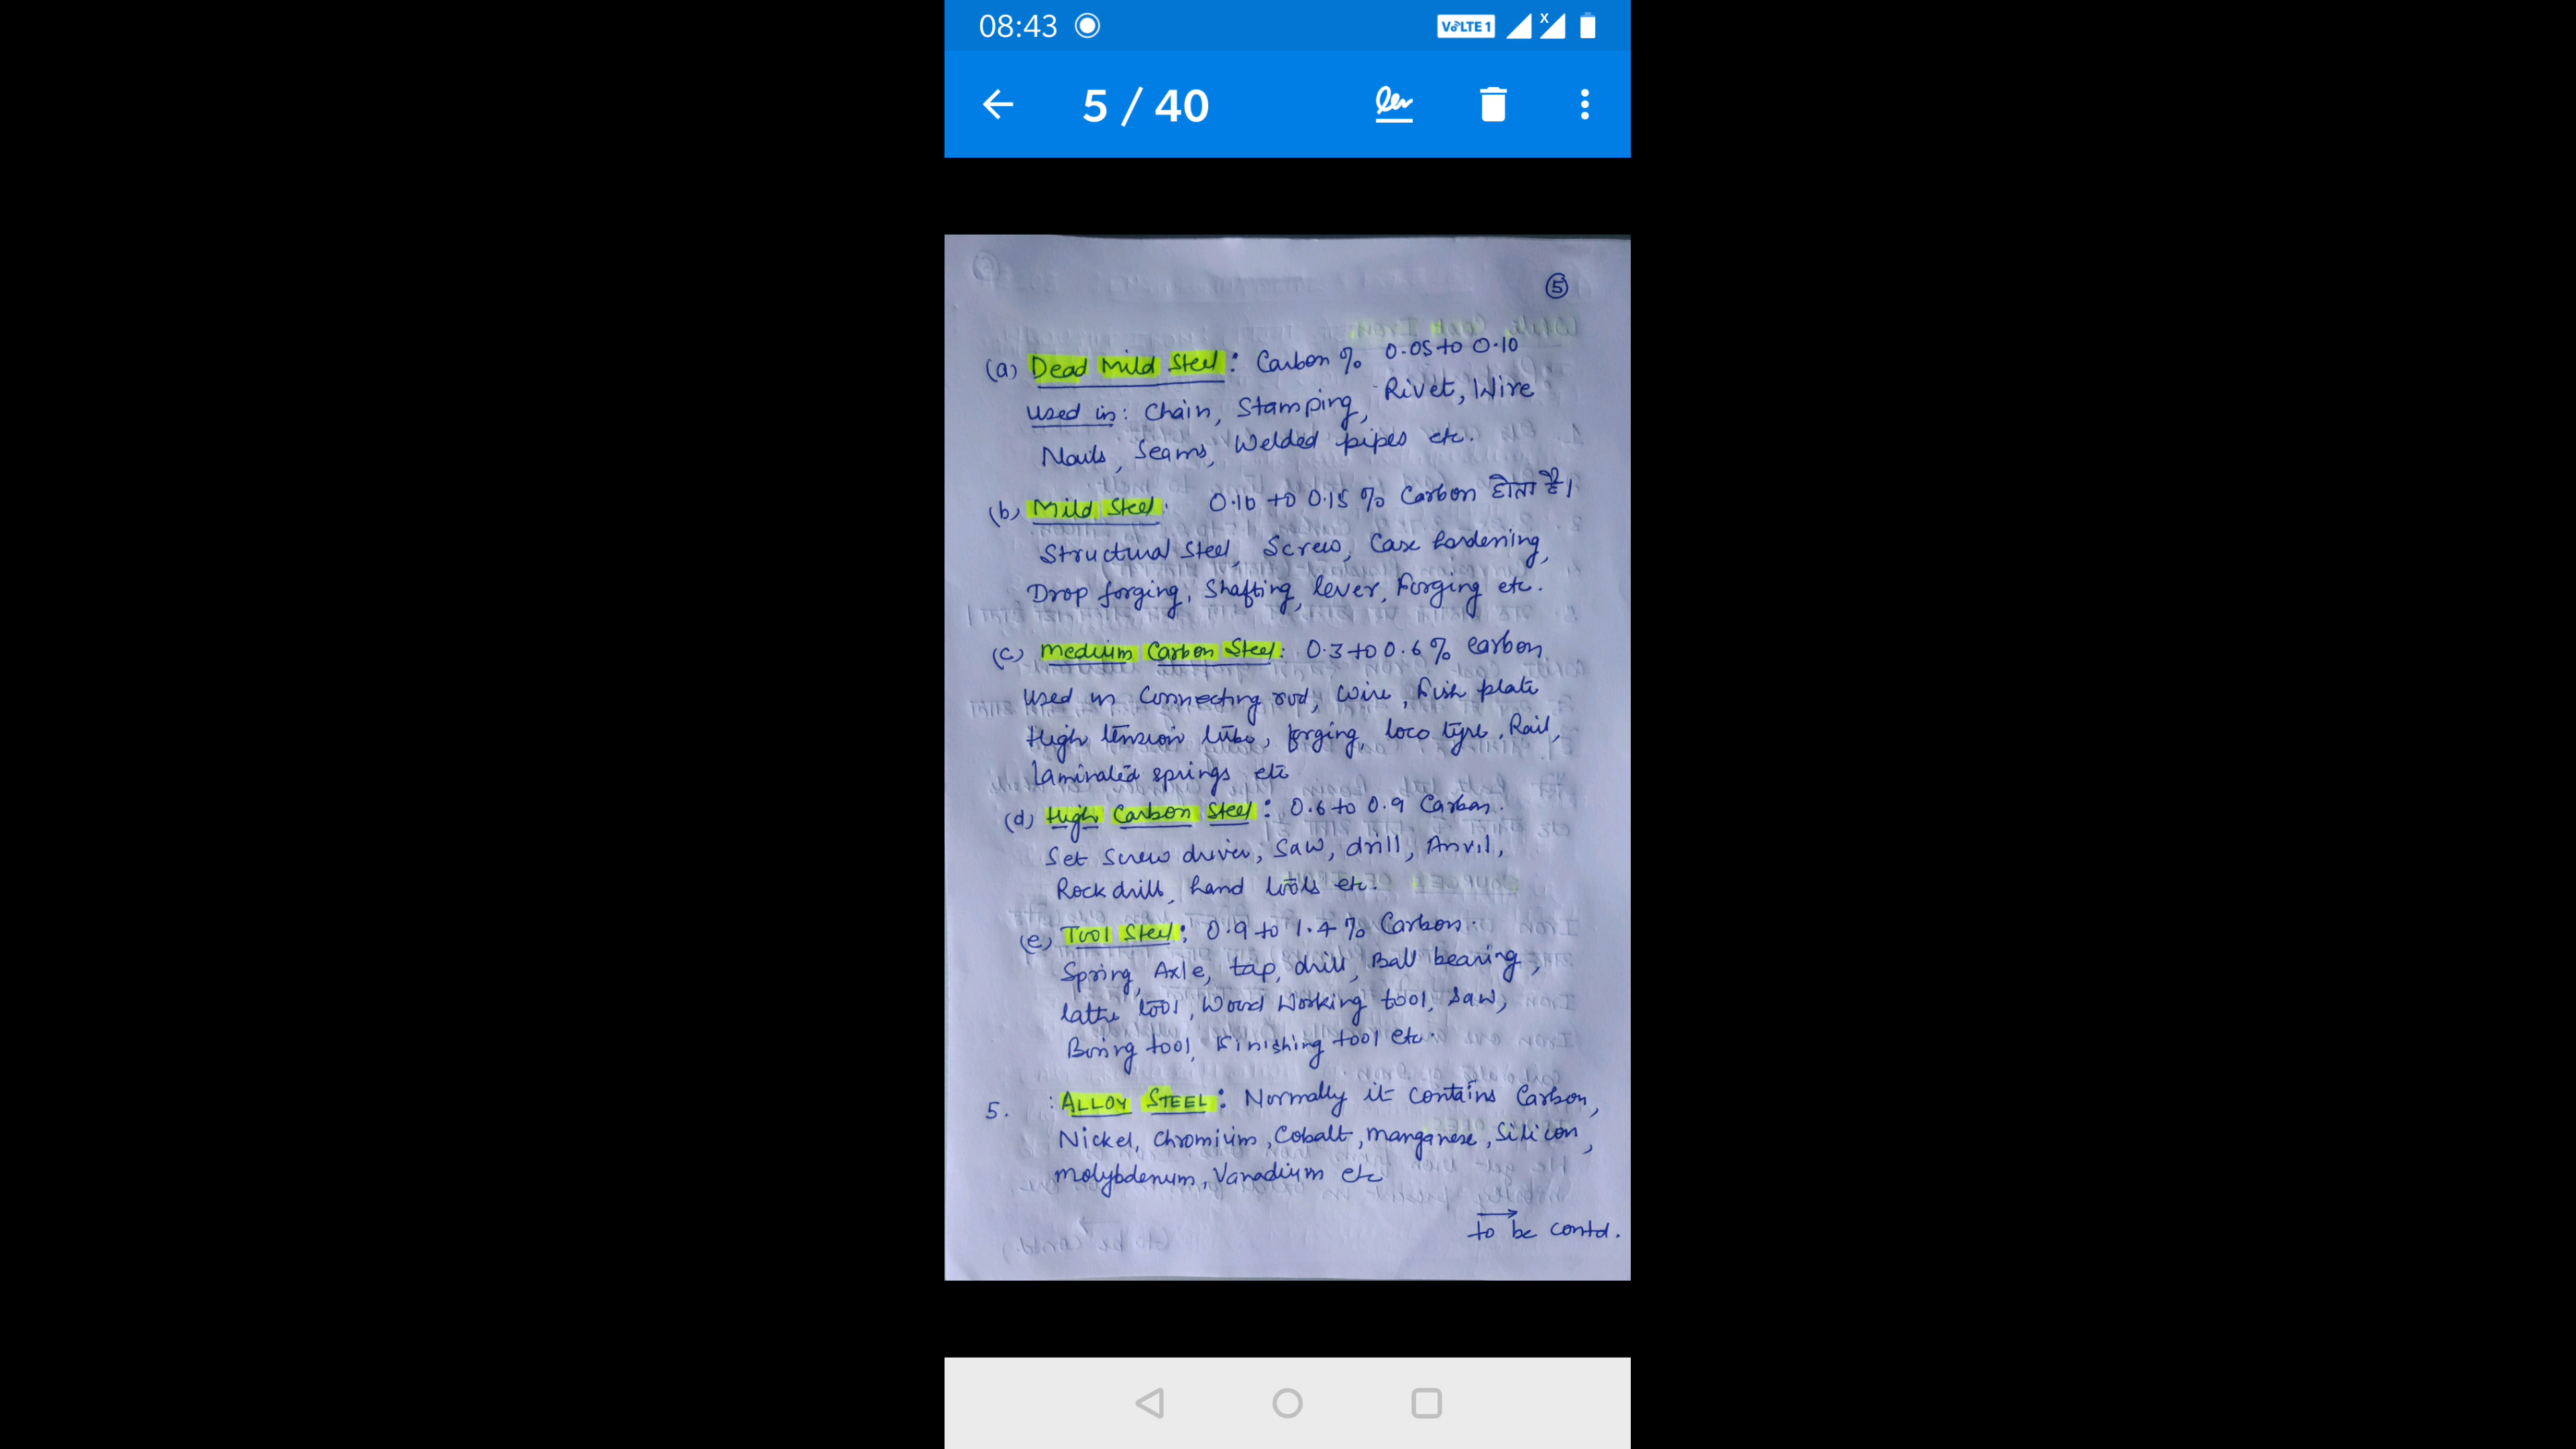 08:43
VoLTE 1
X
5 / 40
5
(a) Dead Mild Steel: Carbon % 0.05 to 0.10
Used in: Chain, Stamping, Rivet, Wire
Nails, Seams, Welded pipes etc.
(b) Mild Steel: 0.10 to 0.15 % Carbon होता है।
Structural Steel, Screw, Case hardening,
Drop forging, Shafting, lever, Forging etc.
(c) Medium Carbon Steel: 0.3 to 0.6 % carbon
Used in Connecting rod, Wire, Fish plate
High tension tube, forging, loco tyre, Rail,
Laminated springs etc
(d) High Carbon Steel: 0.6 to 0.9 Carbon.
Set Screw driver, Saw, drill, Anvil,
Rock drill, hand tools etc.
(e) Tool Steel: 0.9 to 1.4 % Carbon.
Spring, Axle, tap, drill, Ball bearing,
lathe tool, Wood Working tool, Saw,
Boring tool, Finishing tool etc.
5. : ALLOY STEEL: Normally it contains Carbon,
Nickel, Chromium, Cobalt, Manganese, Silicon,
Molybdenum, Vanadium etc
to be contd.